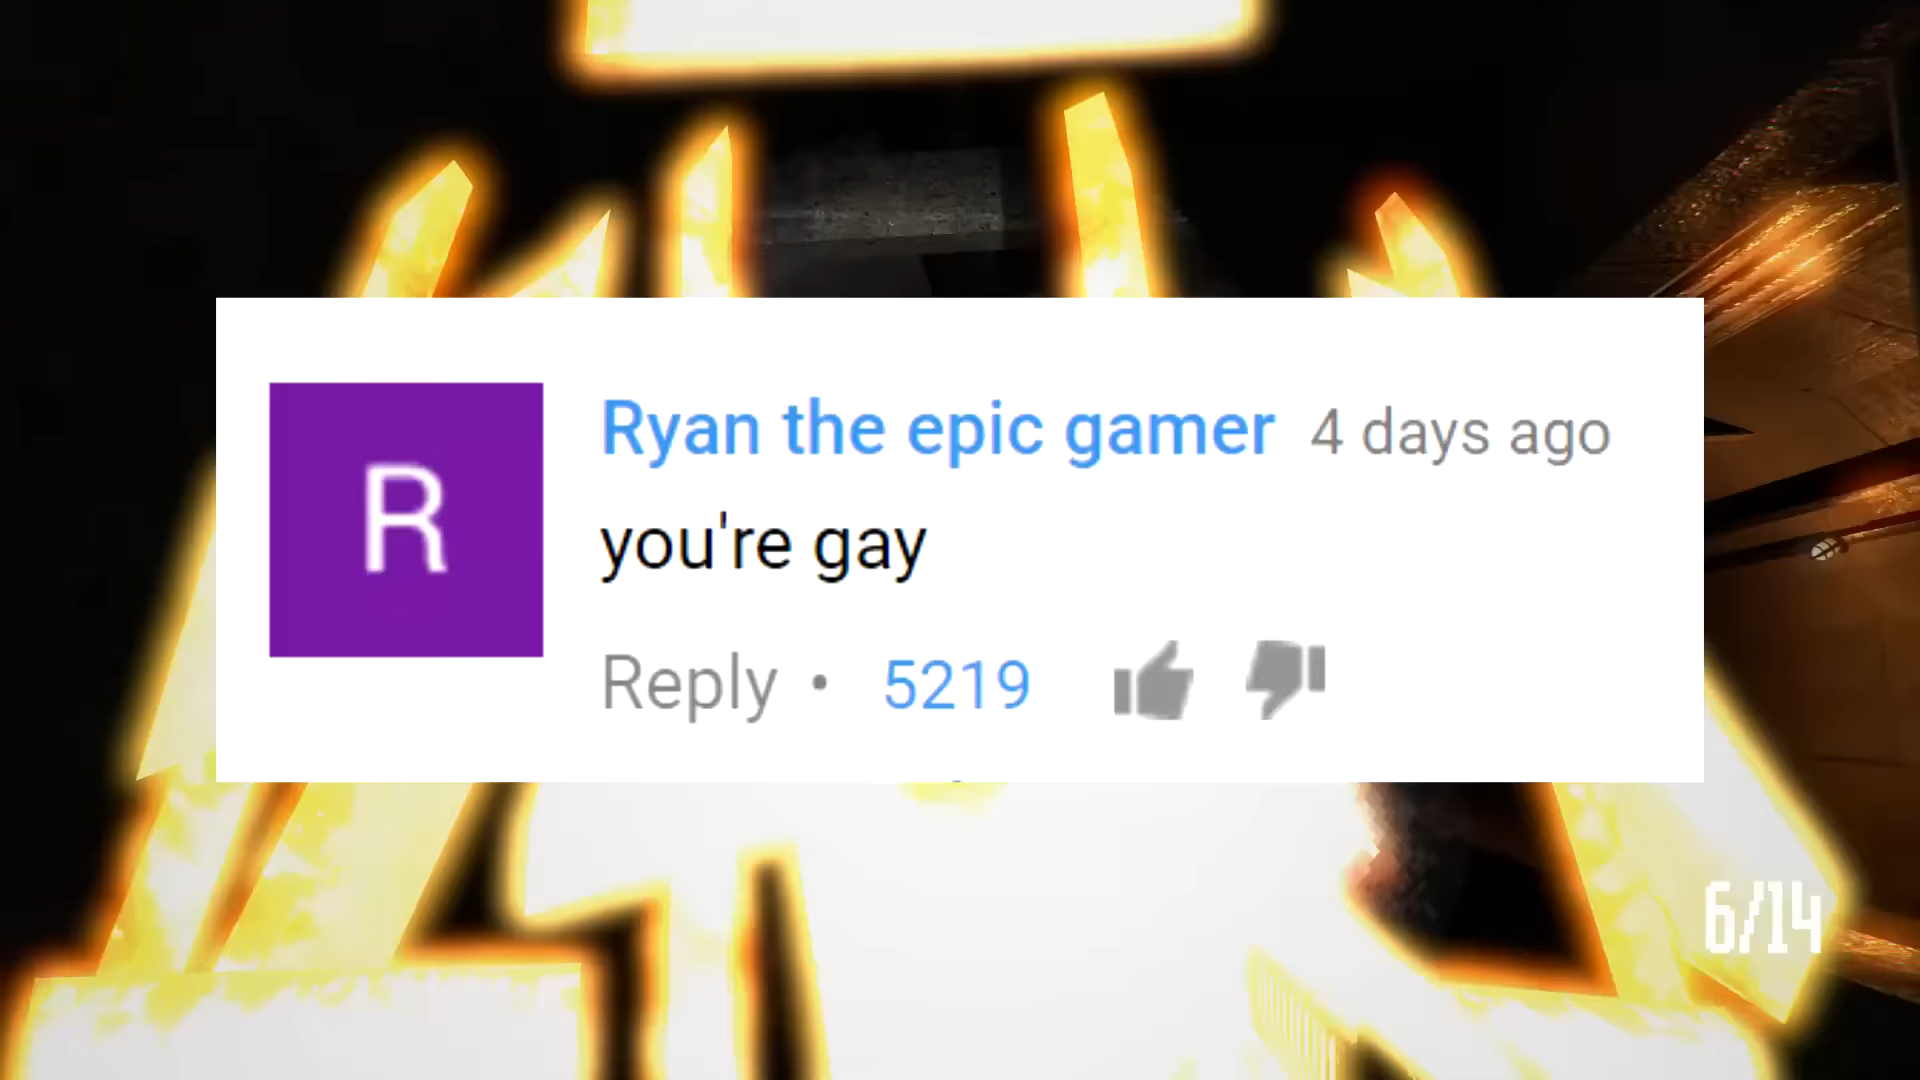 R
Ryan the epic gamer 4 days ago
you're gay
Reply • 5219
6/14